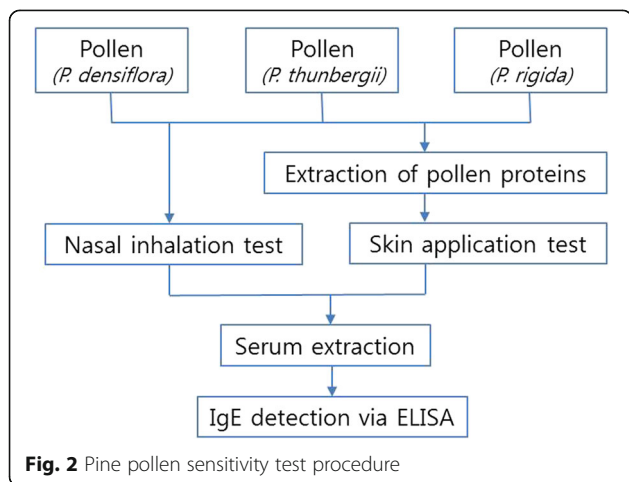 Pollen
(P. densiflora)
Pollen
(P. thunbergii)
Pollen
(P. rigida)
Extraction of pollen proteins
Nasal inhalation test
Skin application test
Serum extraction
IgE detection via ELISA
Fig. 2 Pine pollen sensitivity test procedure